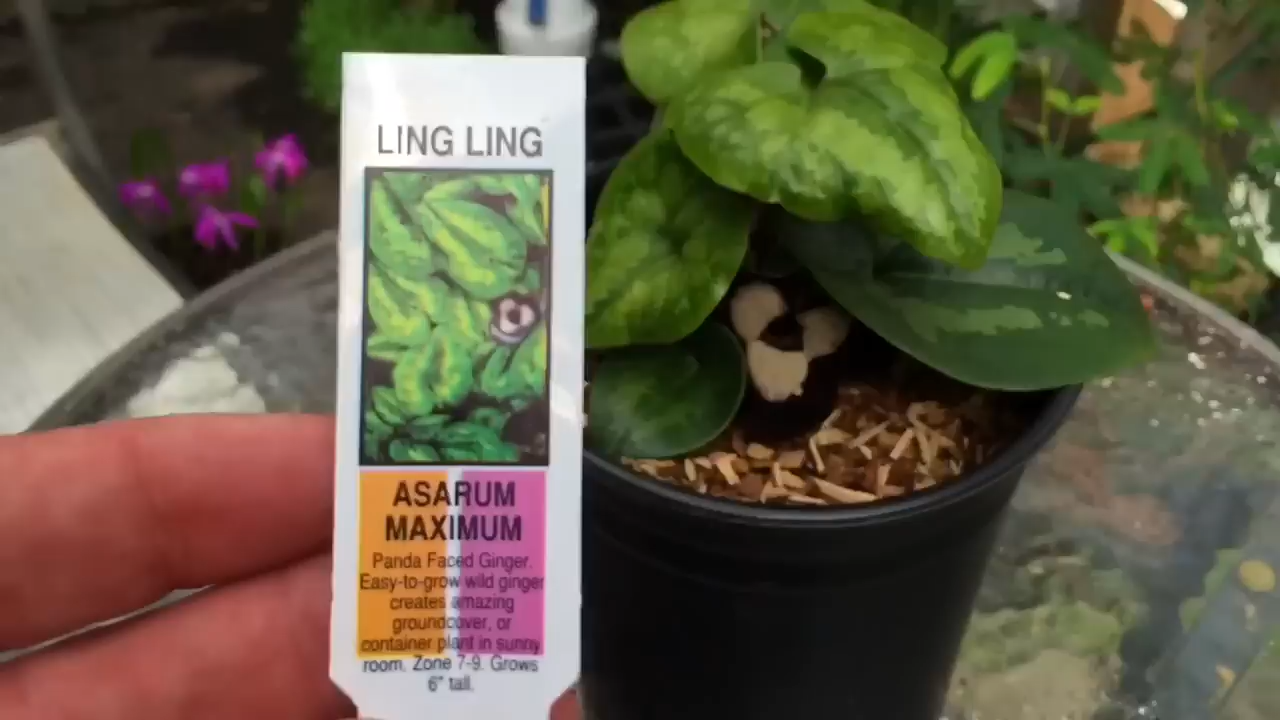 LING LING
ASARUM
MAXIMUM
Panda Faced Ginger.
Easy-to-grow wild ginger
creates amazing
groundcover, or
container plant in sunny
room. Zone 7-9. Grows
6" tall.